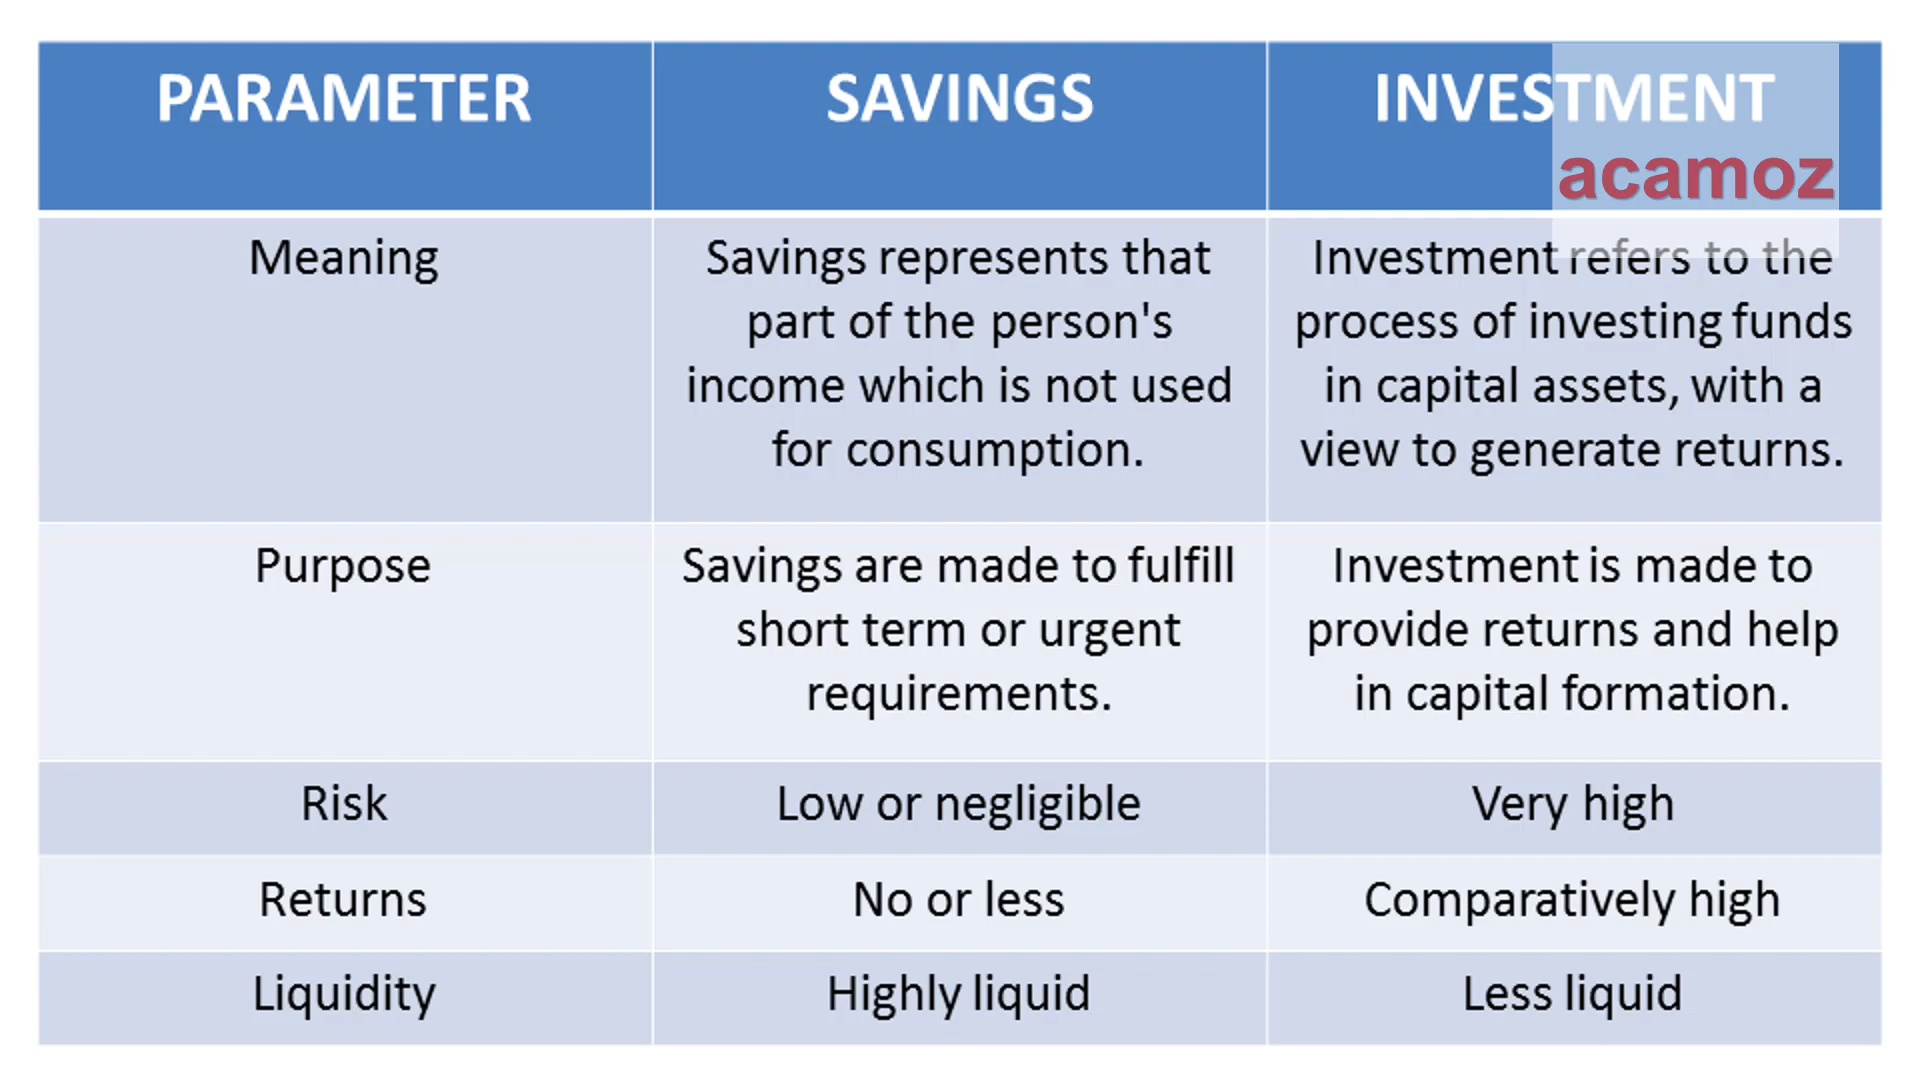 PARAMETER
SAVINGS
INVESTMENT
acamoz
Meaning
Savings represents that
part of the person's
income which is not used
for consumption.
Investment refers to the
process of investing funds
in capital assets, with a
view to generate returns.
Purpose
Savings are made to fulfill
short term or urgent
requirements.
Investment is made to
provide returns and help
in capital formation.
Risk
Low or negligible
Very high
Returns
No or less
Comparatively high
Liquidity
Highly liquid
Less liquid